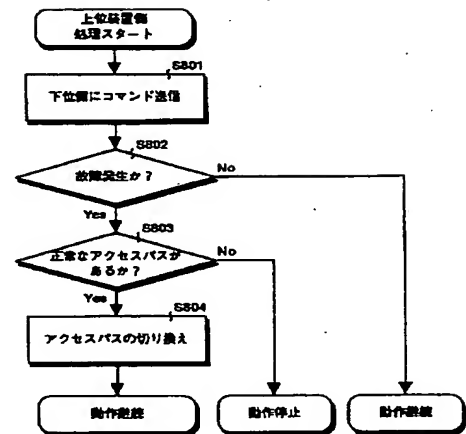 上位装置側
処理スタート
S801
下位側にコマンド送信
S802
故障発生か？
No
Yes
S803
正常なアクセスパスが
あるか？
No
Yes
S804
アクセスパスの切り換え
動作継続
動作停止
動作継続